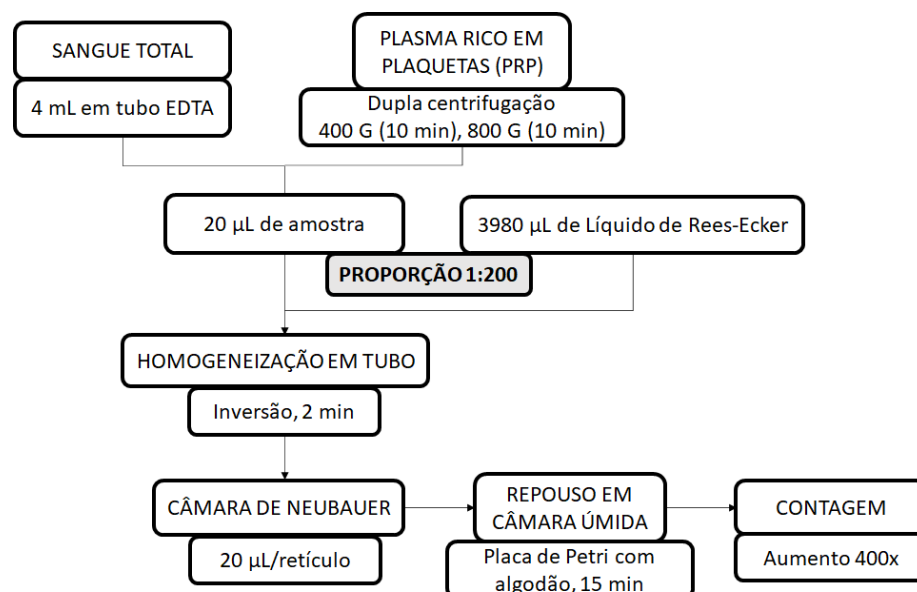 SANGUE TOTAL
4 mL em tubo EDTA
PLASMA RICO EM
PLAQUETAS (PRP)
Dupla centrifugação
400 G (10 min), 800 G (10 min)
20 µL de amostra
3980 µL de Líquido de Rees-Ecker
PROPORÇÃO 1:200
HOMOGENEIZAÇÃO EM TUBO
Inversão, 2 min
CÂMARA DE NEUBAUER
20 µL/retículo
REPOUSO EM
CÂMARA ÚMIDA
Placa de Petri com
algodão, 15 min
CONTAGEM
Aumento 400x